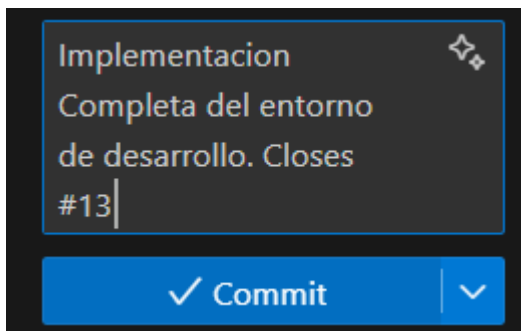 Implementacion
Completa del entorno
de desarrollo. Closes
#13
Commit